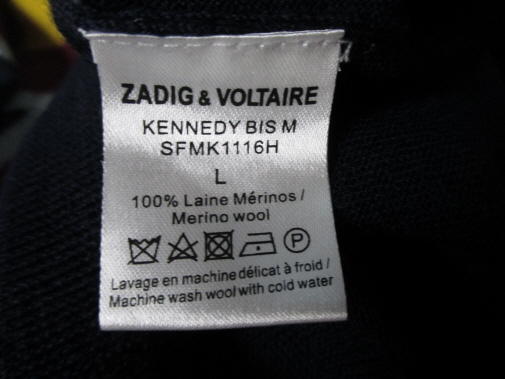 ZADIG & VOLTAIRE
KENNEDY BIS M
SFMK1116H
L
100% Laine Mérinos /
Merino wool
P
Lavage en machine délicat à froid /
Machine wash wool with cold water